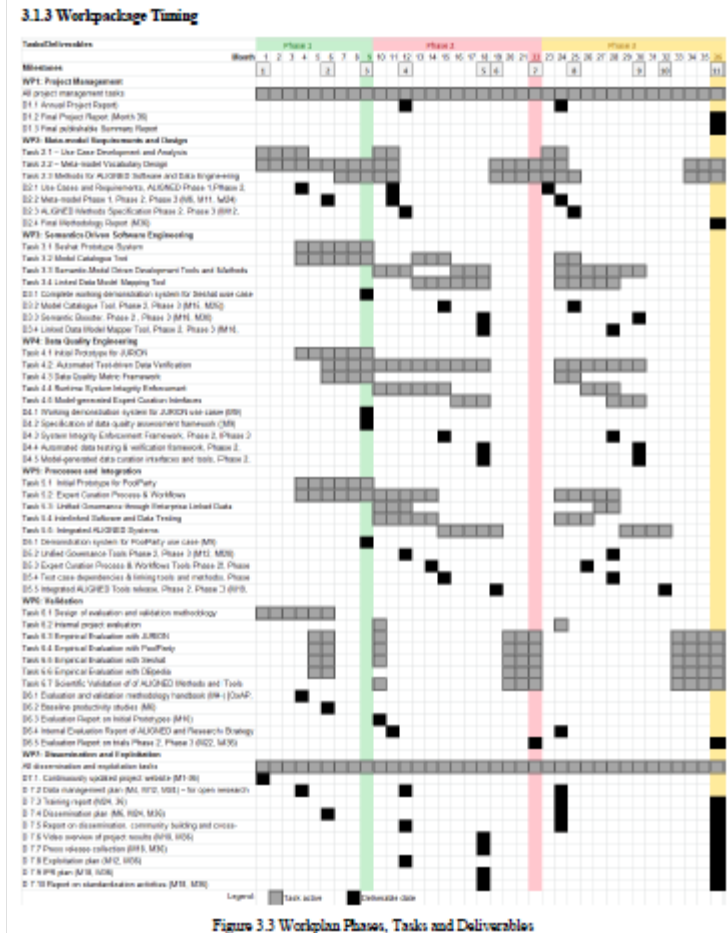 3.1.3 Workpackage Timing
Tasks/Deliverables Phase 1 Phase 2 Phase 3
Month 1 2 3 4 5 6 7 8 9 10 11 12 13 14 15 16 17 18 19 20 21 22 23 24 25 26 27 28 29 30 31 32 33 34 35 36
Milestones 1 2 3 4 5 6 7 8 9 10 11
WP1: Project Management
All project management tasks
D1.1 Annual Project Report)
D1.2 Final Project Report (Month 36)
D1.3 Final publishable Summary Report
WP2: Meta-model Requirements and Design
Task 2.1 - Use Case Development and Analysis
Task 2.2 - Meta-model Vocabulary Design
Task 2.3 Methods for ALIGNED Software and Data Engineering
D2.1 Use Cases and Requirements, ALIGNED Phase 1,Phase 2,
D2.2 Meta-model Phase 1, Phase 2, Phase 3 (M6, M11, M24)
D2.3 ALIGNED Methods Specification Phase 2, Phase 3 (M12,
D2.4 Final Methodology Report (M36)
WP3: Semantics Driven Software Engineering
Task 3.1 Seshat Prototype System
Task 3.2 Model Catalogue Tool
Task 3.3 Semantic-Model Driven Development Tools and Methods
Task 3.4 Linked Data Model Mapping Tool
D3.1 Complete working demonstration system for Seshat use case
D3.2 Model Catalogue Tool, Phase 2, Phase 3 (M15, M25)
D3.3 Semantic Booster, Phase 2 , Phase 3 (M18, M30)
D3.4 Linked Data Model Mapper Tool, Phase 2, Phase 3 (M18,
WP4: Data Quality Engineering
Task 4.1 Initial Prototype for JURION
Task 4.2: Automated Tool-driven Data Verification
Task 4.3 Data Quality Metric Framework
Task 4.4 Runtime System Integrity Enforcement
Task 4.5 Model-generated Expert Curation Interfaces
D4.1 Working demonstration system for JURION use case (M9)
D4.2 Specification of data quality assessment framework (M9)
D4.3 System Integrity Enforcement Framework, Phase 2, (Phase 3
D4.4 Automated data testing & verification framework, Phase 2,
D4.5 Model-generated data curation interfaces and tools, Phase 2,
WP5: Processes and Integration
Task 5.1 Initial Prototype for PoolParty
Task 5.2: Expert Curation Process & Workflows
Task 5.3: Unified Governance through Enterprise Linked Data
Task 5.4 Interlinked Software and Data Testing
Task 5.5: Integrated ALIGNED Systems
D5.1 Demonstration system for PoolParty use case (M9)
D5.2 Unified Governance Tools Phase 2, Phase 3 (M12, M28)
D5.3 Expert Curation Process & Workflows Tools Phase 2, Phase
D5.4 Test case dependencies & linking tools and methods, Phase
D5.5 Integrated ALIGNED Tools release, Phase 2, Phase 3 (M19,
WP6: Validation
Task 6.1 Design of evaluation and validation methodology
Task 6.2 Internal project evaluation
Task 6.3 Empirical Evaluation with JURION
Task 6.4 Empirical Evaluation with PoolParty
Task 6.5 Empirical Evaluation with Seshat
Task 6.6 Empirical Evaluation with DBpedia
Task 6.7 Scientific Validation of of ALIGNED Methods and Tools
D6.1 Evaluation and validation methodology handbook (M4)
D6.2 Baseline productivity studies (M6)
D6.3 Evaluation Report on Initial Prototypes (M10)
D6.4 Internal Evaluation Report of ALIGNED and Research Strategy
D6.5 Evaluation Report on trials Phase 2, Phase 3 (M22, M36)
WP7: Dissemination and Exploitation
All dissemination and exploitation tasks
D7.1. Continuously updated project website (M1-36)
D 7.2 Data management plan (M4, M12, M24) - for open research
D 7.3 Training report (M24, 36)
D 7.4 Dissemination plan (M6, M24, M36)
D 7.5 Report on dissemination, community building and cross-
D 7.6 Video overview of project results (M18, M36)
D 7.7 Press release collection (M18, M36)
D 7.8 Exploitation plan (M12, M36)
D 7.9 IPR plan (M18, M36)
D 7.10 Report on standardization activities (M18, M36)
Legend: Task active Deliverable date
Figure 3.3 Workplan Phases, Tasks and Deliverables